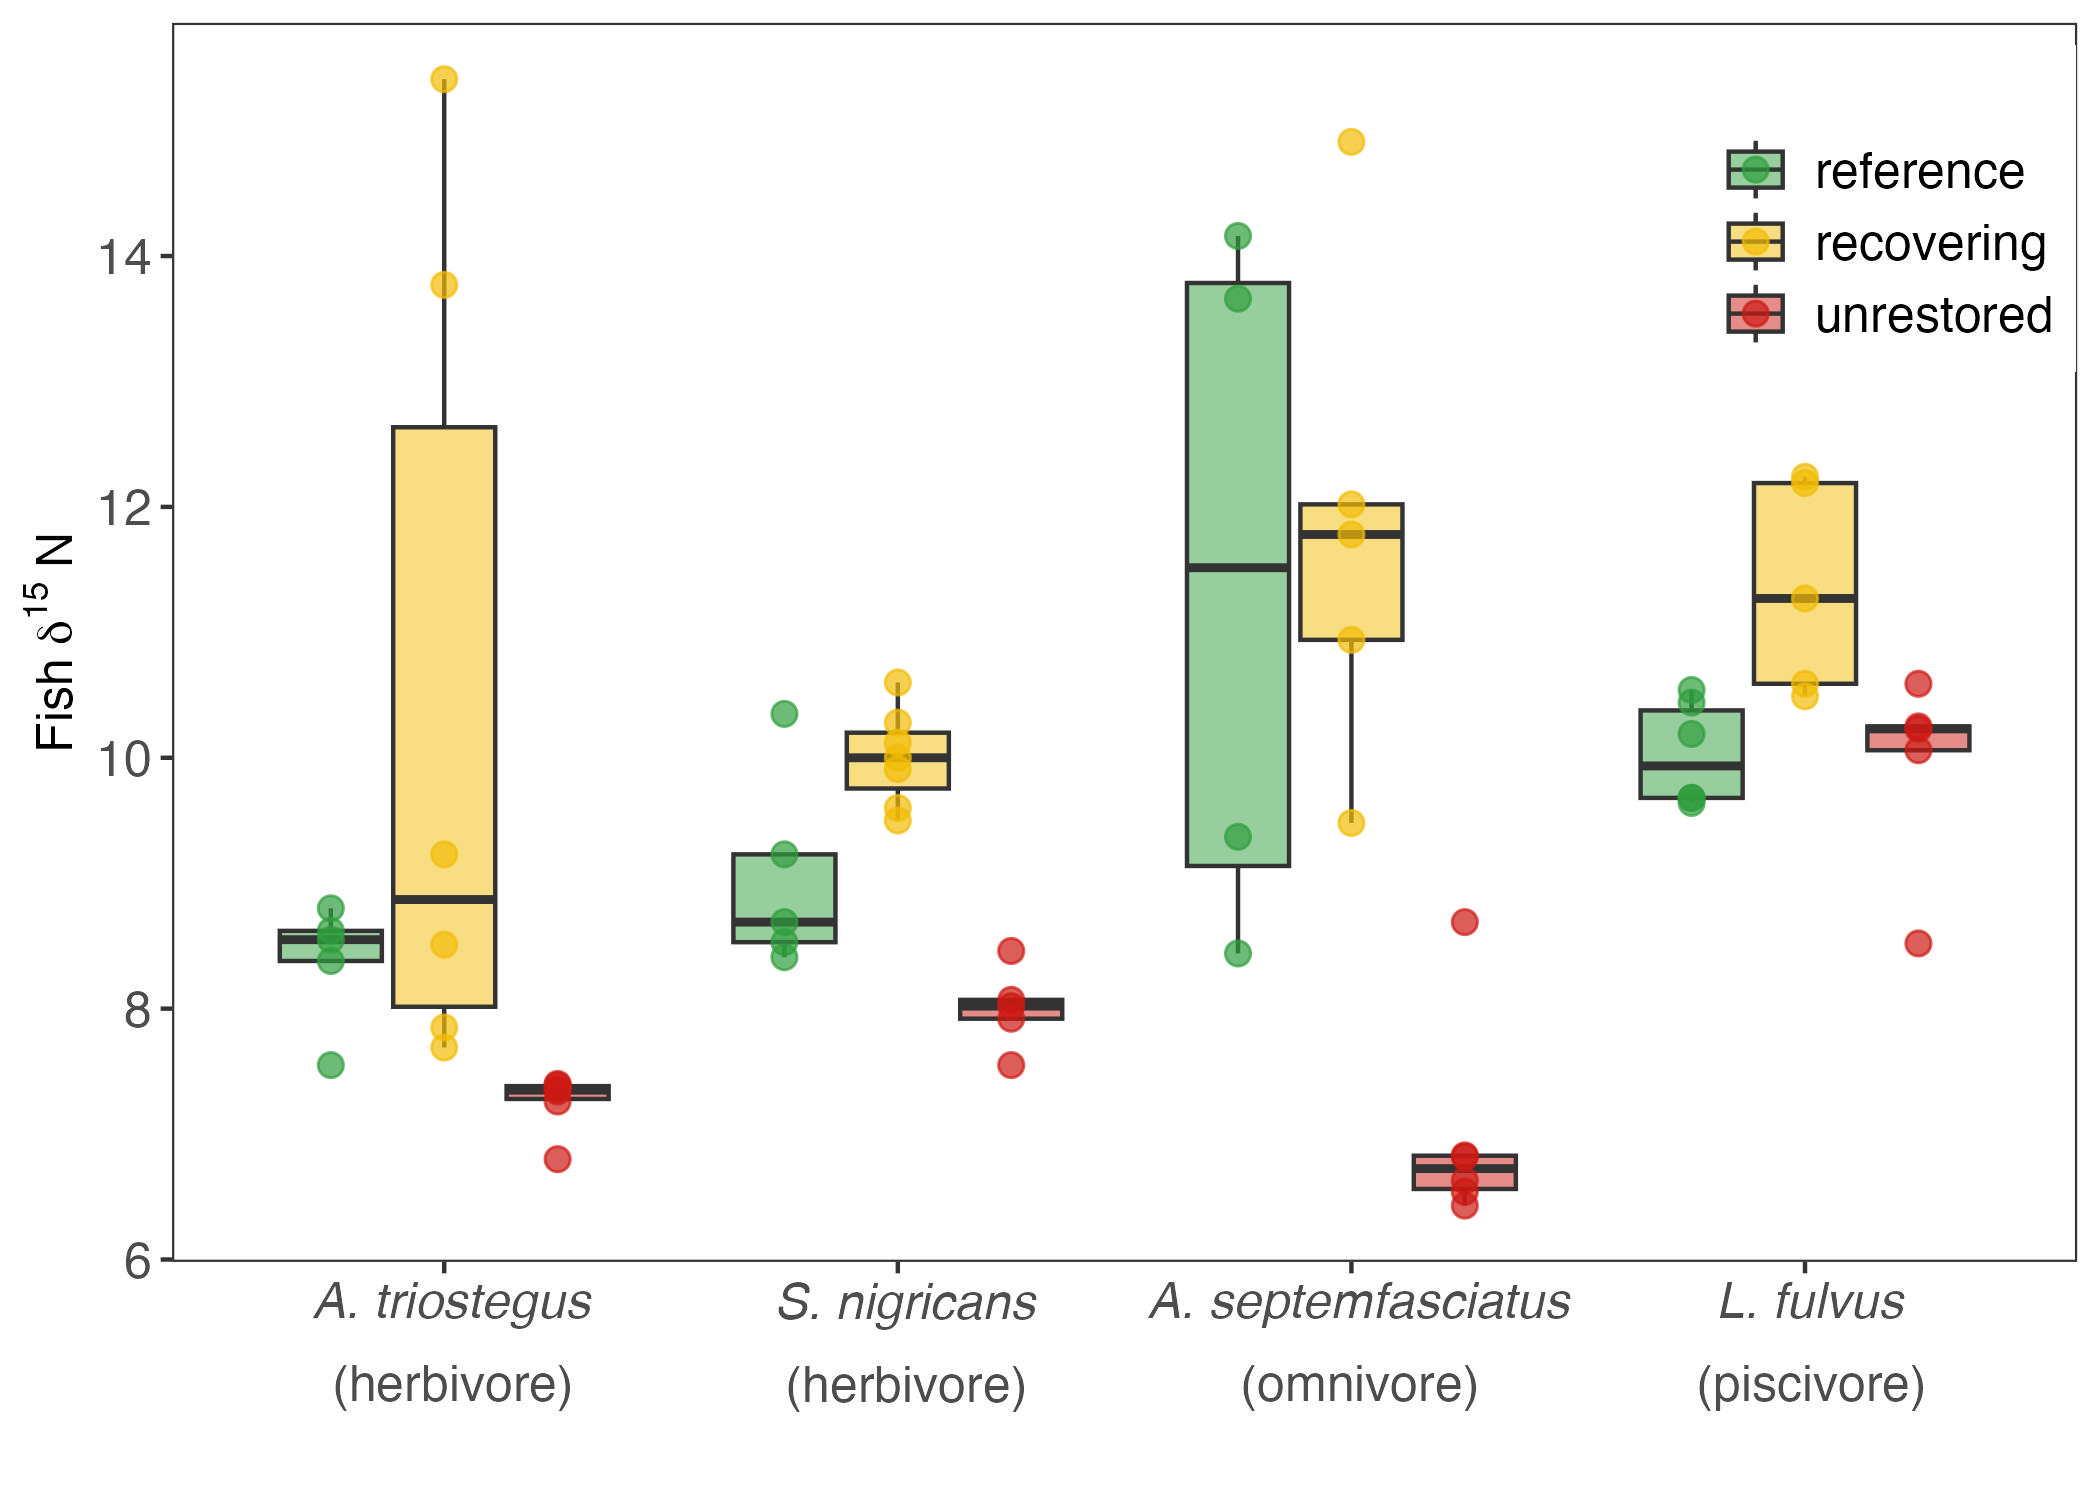 Fish δ15 N
14
12
10
8
6
reference
recovering
unrestored
A. triostegus
(herbivore)
S. nigricans
(herbivore)
A. septemfasciatus
(omnivore)
L. fulvus
(piscivore)